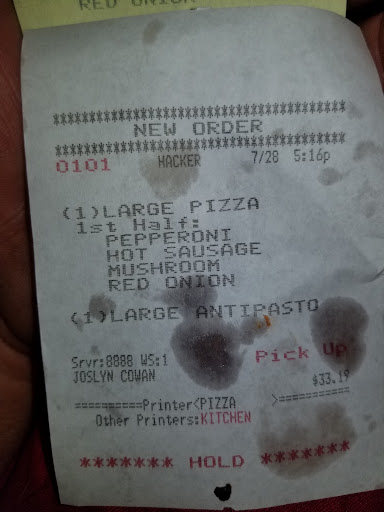 RED ONION
*************************************
NEW ORDER
*************************************
0101 HACKER 7/28 5:16p
(1)LARGE PIZZA
1st Half:
PEPPERONI
HOT SAUSAGE
MUSHROOM
RED ONION
(1)LARGE ANTIPASTO
Srvr:8888 WS:1 Pick Up
JOSLYN COWAN
$33.19
==========Printer<PIZZA >===========
Other Printers:KITCHEN
******* HOLD *******